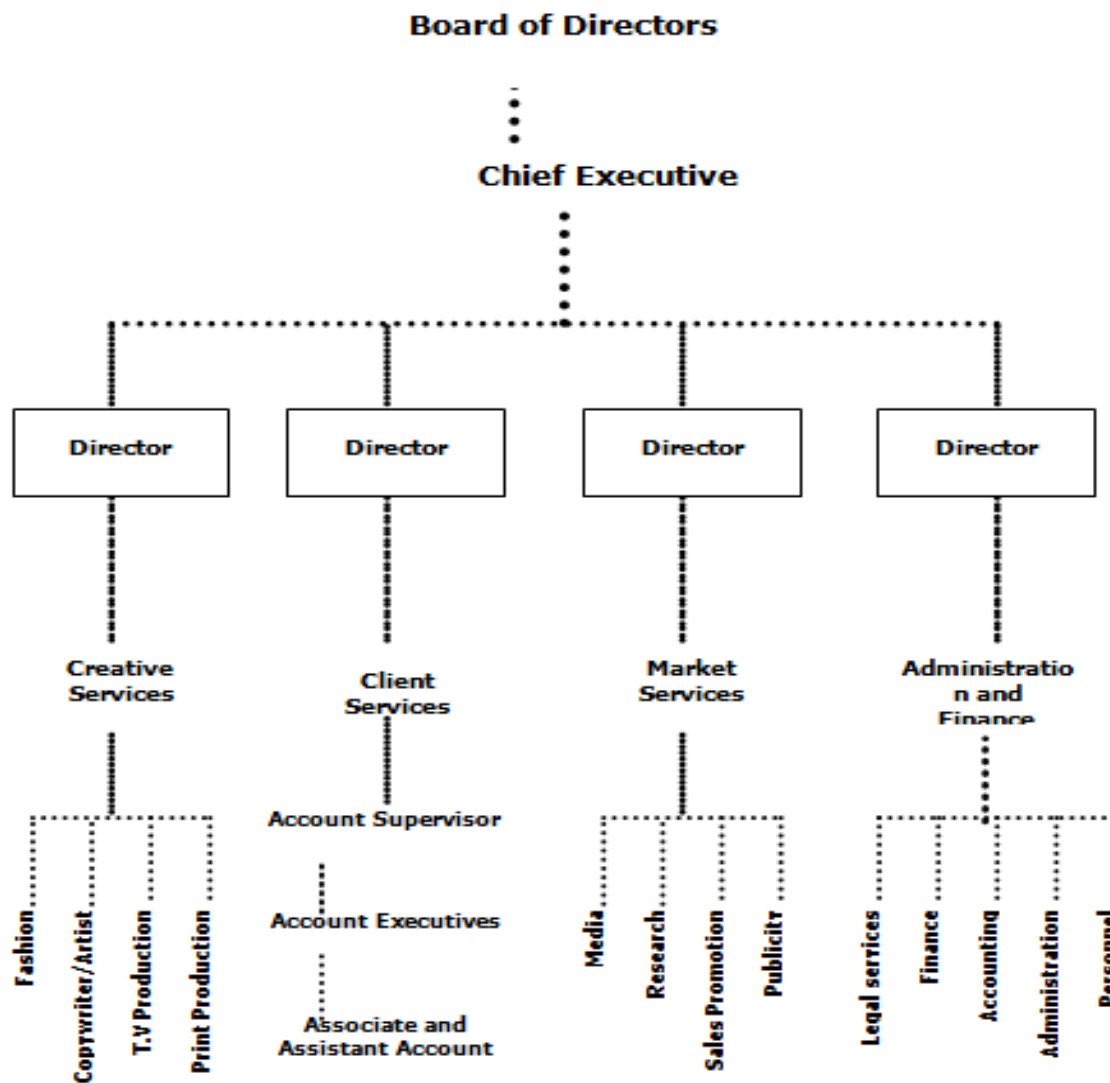 Board of Directors
Chief Executive
Director
Director
Director
Director
Creative
Services
Client
Services
Market
Services
Administratio
n and
Finance
Account Supervisor
Account Executives
Associate and
Assistant Account
Fashion
Copywriter/Artist
T.V Production
Print Production
Media
Research
Sales Promotion
Publicity
Legal services
Finance
Accounting
Administration
Personnel